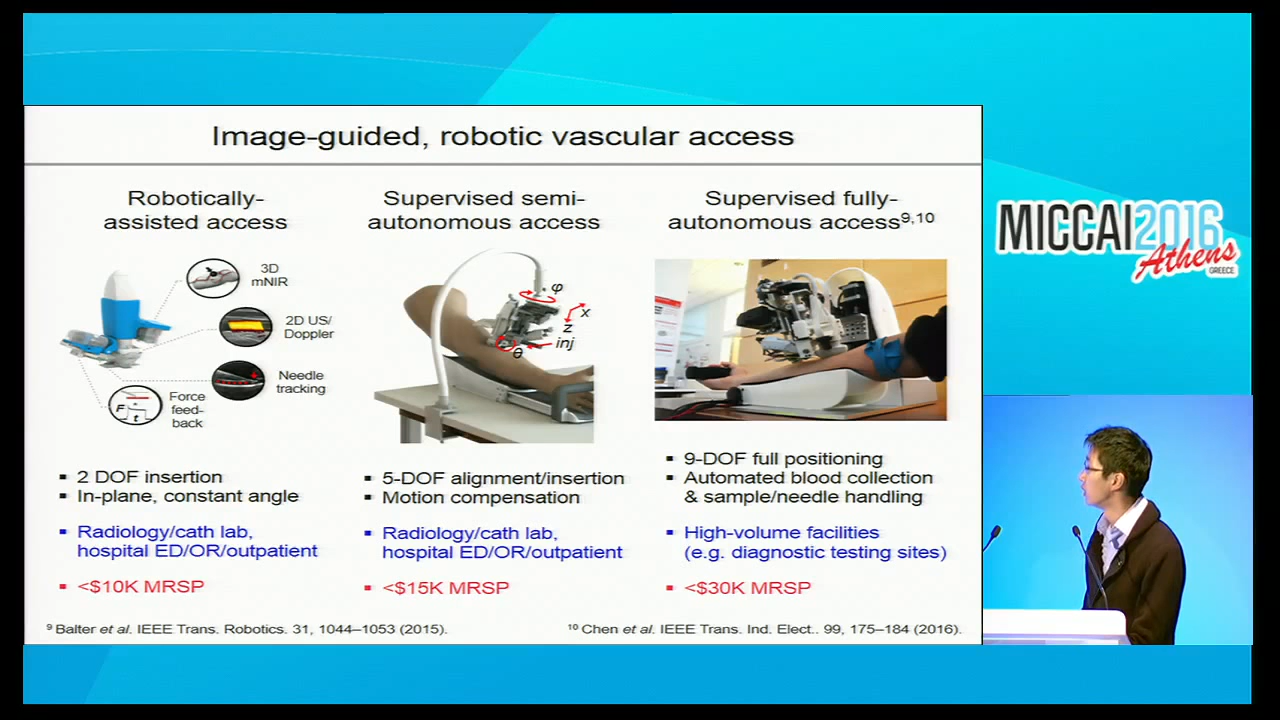 Image-guided, robotic vascular access
Robotically-
assisted access
3D
mNIR
2D US/
Doppler
Needle
tracking
Force
feed-
back
F
t
2 DOF insertion
In-plane, constant angle
Radiology/cath lab,
hospital ED/OR/outpatient
<$10K MRSP
Supervised semi-
autonomous access
φ
x
z
inj
θ
5-DOF alignment/insertion
Motion compensation
Radiology/cath lab,
hospital ED/OR/outpatient
<$15K MRSP
Supervised fully-
autonomous access9,10
9-DOF full positioning
Automated blood collection
& sample/needle handling
High-volume facilities
(e.g. diagnostic testing sites)
<$30K MRSP
9 Balter et al. IEEE Trans. Robotics. 31, 1044–1053 (2015).
10 Chen et al. IEEE Trans. Ind. Elect.. 99, 175–184 (2016).
MICCAI2016
Athens
GREECE